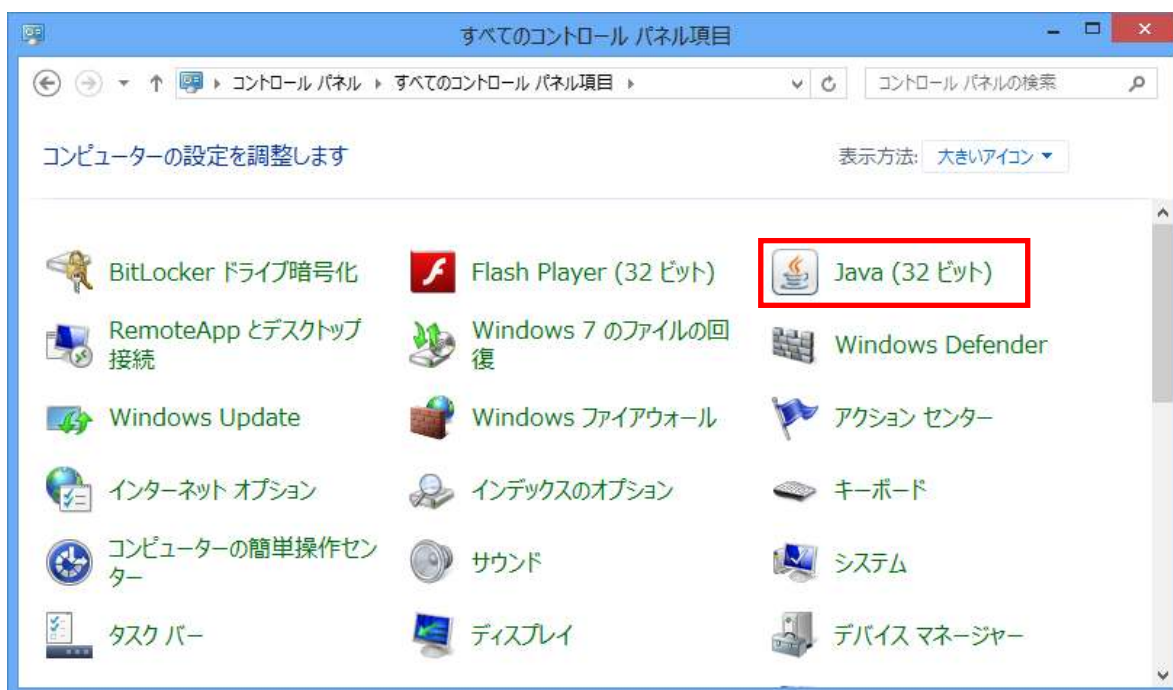 すべてのコントロール パネル項目
コントロール パネル すべてのコントロール パネル項目 コントロール パネルの検索
コンピューターの設定を調整します 表示方法: 大きいアイコン
BitLocker ドライブ暗号化 Flash Player (32 ビット) Java (32 ビット)
RemoteApp とデスクトップ
接続
Windows 7 のファイルの回
復
Windows Defender
Windows Update Windows ファイアウォール アクション センター
インターネット オプション インデックスのオプション キーボード
コンピューターの簡単操作セン
ター
サウンド システム
タスク バー ディスプレイ デバイス マネージャー